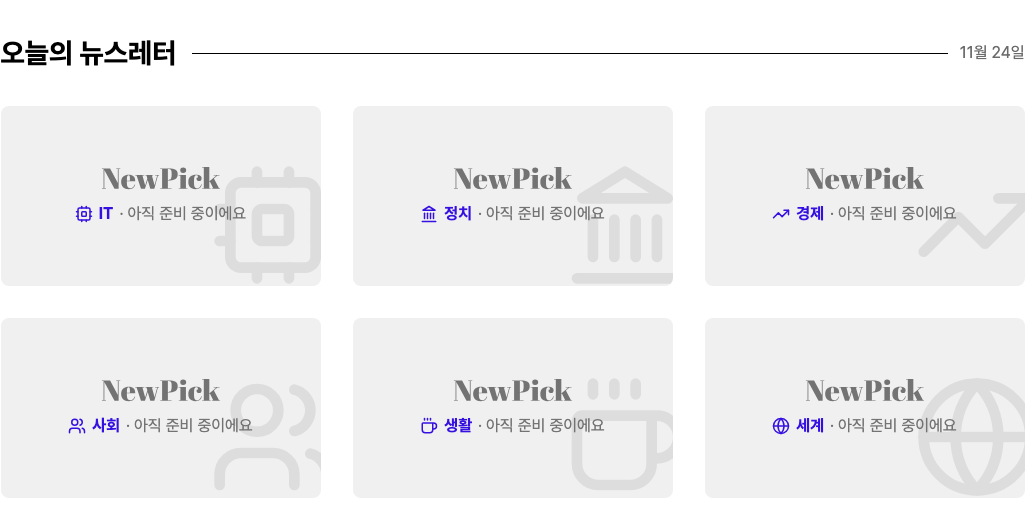 오늘의 뉴스레터 11월 24일
NewPick NewPick NewPick
IT · 아직 준비 중이에요 정치 · 아직 준비 중이에요 경제 · 아직 준비 중이에요
NewPick NewPick NewPick
사회 · 아직 준비 중이에요 생활 · 아직 준비 중이에요 세계 · 아직 준비 중이에요